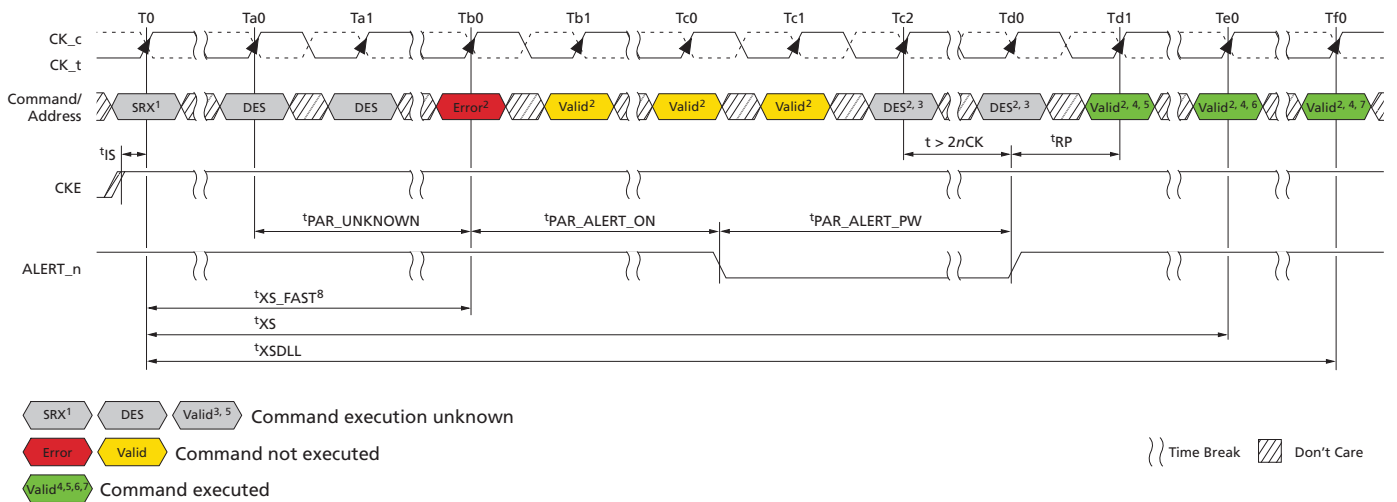 T0 Ta0 Ta1 Tb0 Tb1 Tc0 Tc1 Tc2 Td0 Td1 Te0 Tf0
CK_c
CK_t
Command/
Address
SRX¹ DES DES Error² Valid² Valid² Valid² DES²,³ DES²,³ Valid²,⁴,⁵ Valid²,⁴,⁶ Valid²,⁴,⁷
ᵗIS t > 2nCK ᵗRP
CKE
ᵗPAR_UNKNOWN ᵗPAR_ALERT_ON ᵗPAR_ALERT_PW
ALERT_n
ᵗXS_FAST⁸
ᵗXS
ᵗXSDLL
SRX¹ DES Valid³,⁵ Command execution unknown
Error Valid Command not executed
Time Break Don't Care
Valid⁴,⁵,⁶,⁷ Command executed